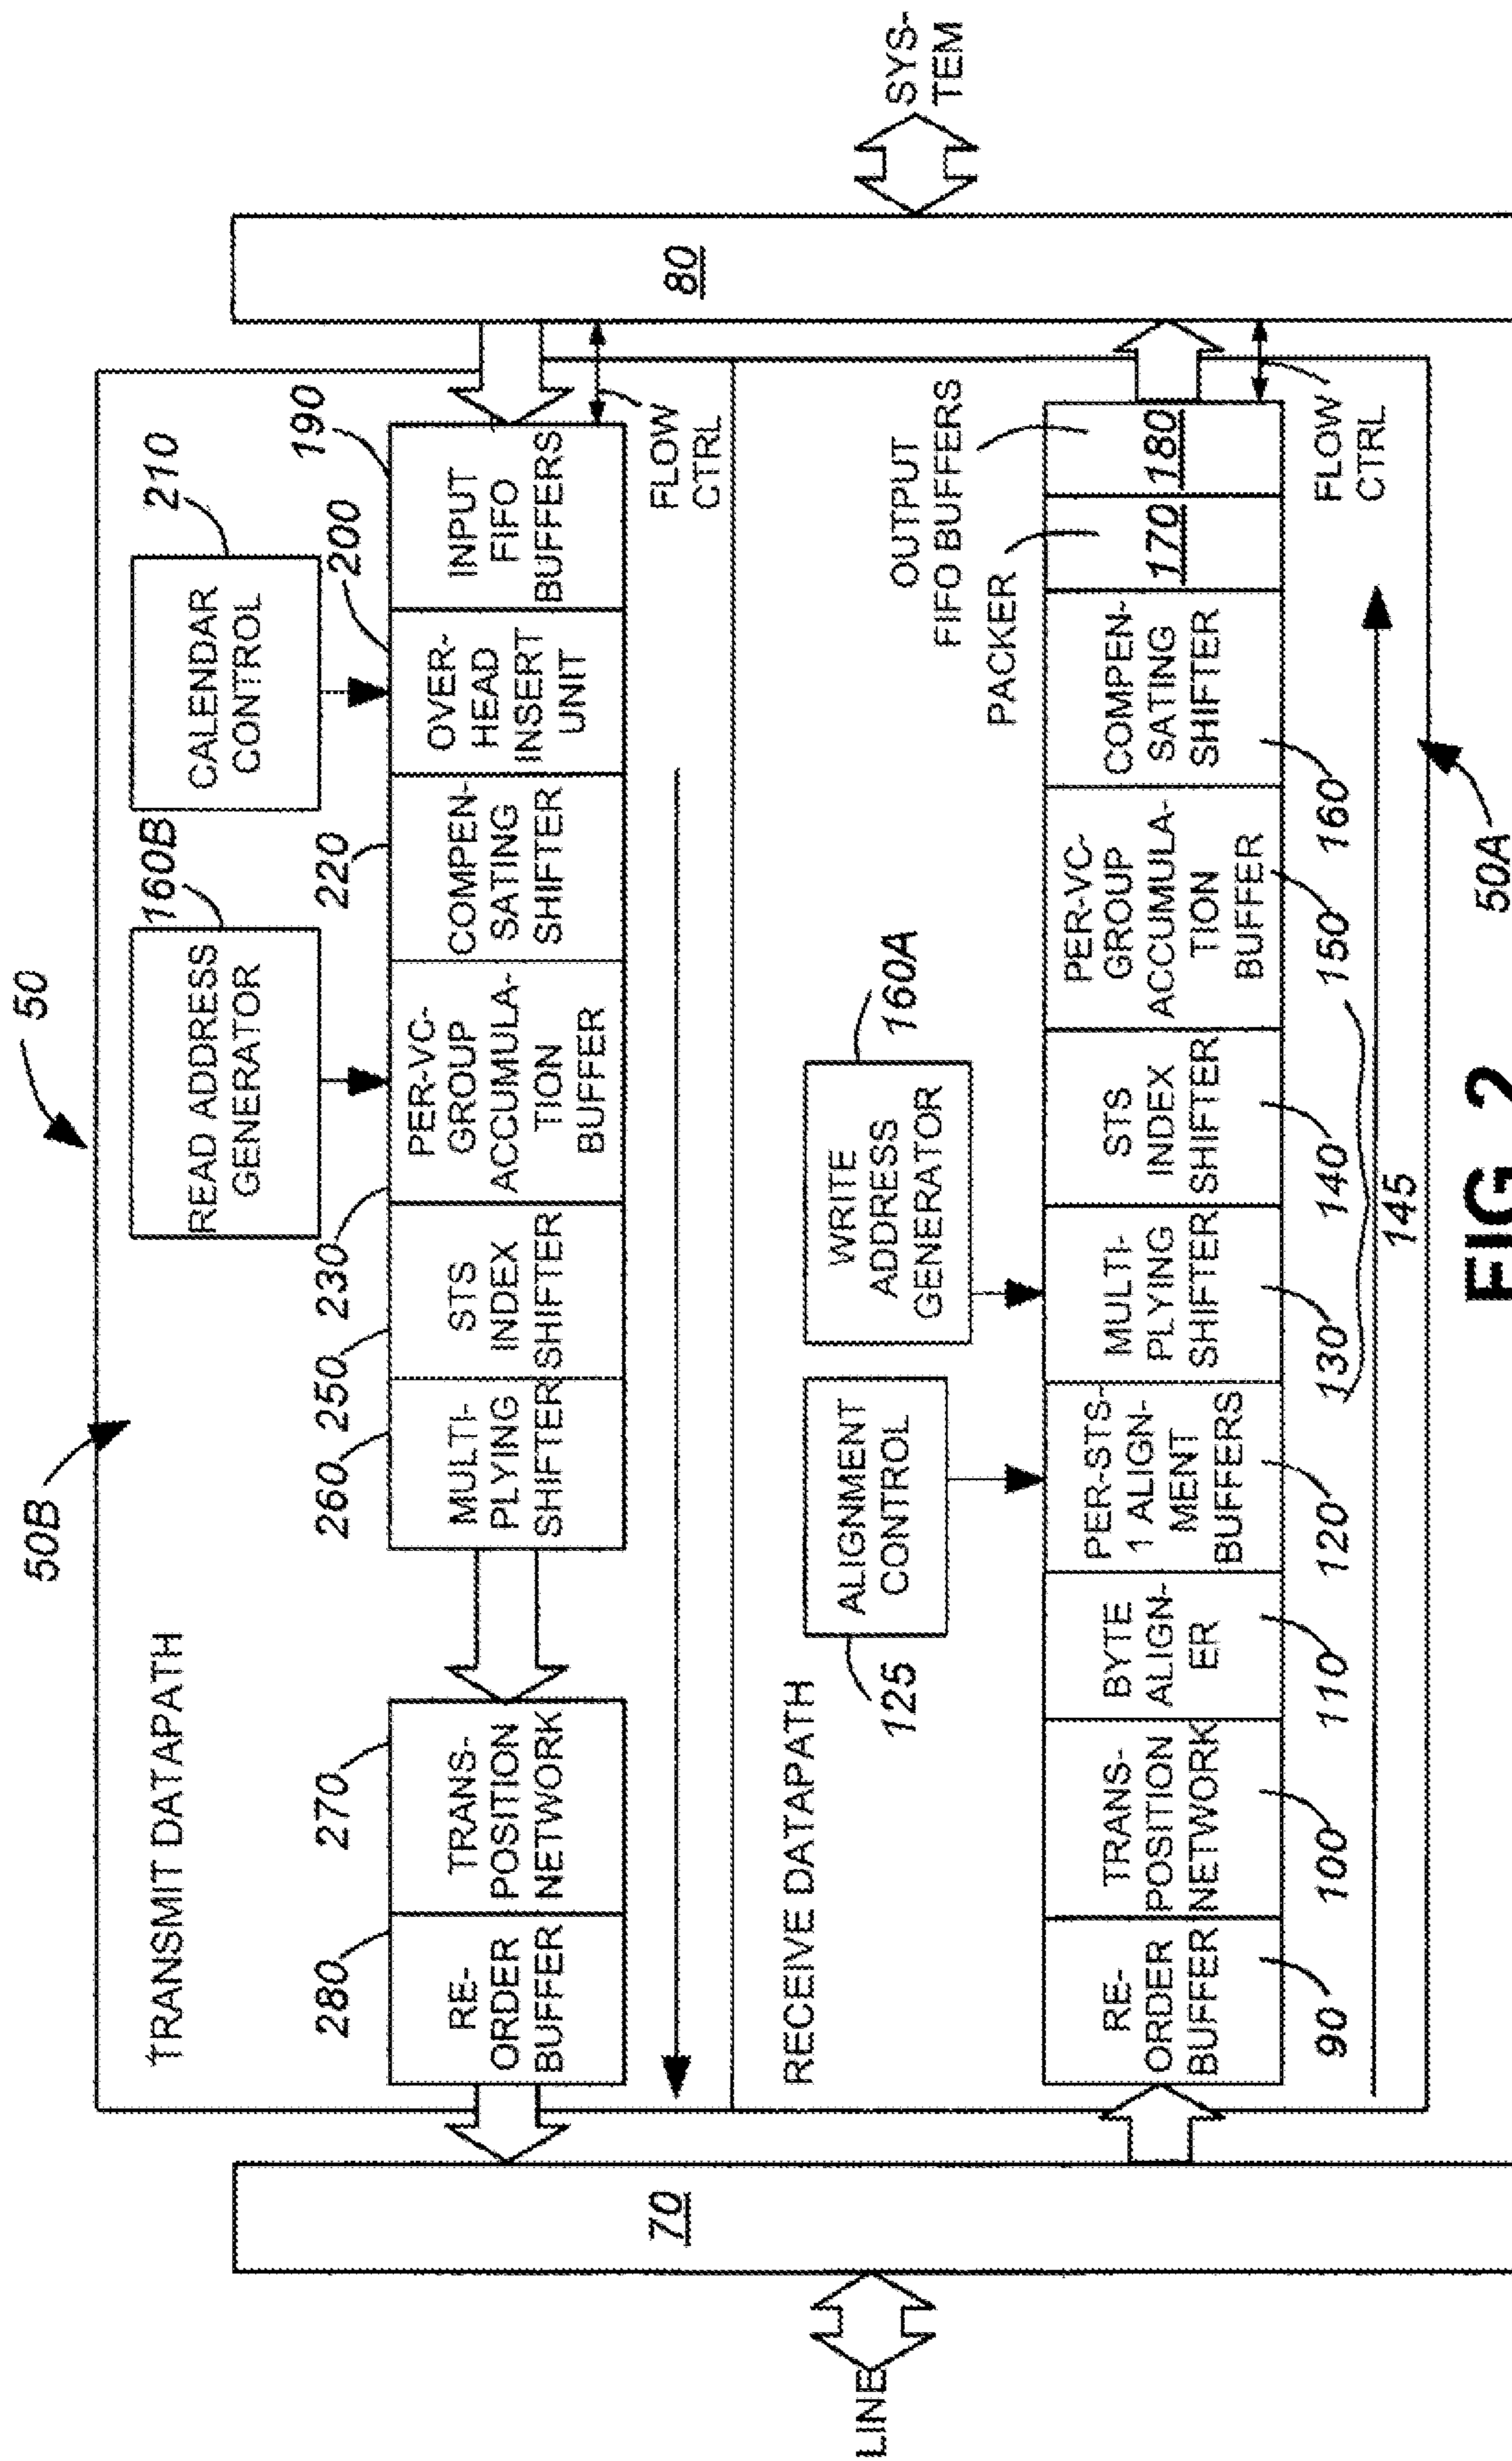 50
50B
TRANSMIT DATAPATH
READ ADDRESS
GENERATOR
160B
CALENDAR
CONTROL
210
280
RE-
ORDER
BUFFER
270
TRANS-
POSITION
NETWORK
260
MULTI-
PLYING
SHIFTER
250
STS
INDEX
SHIFTER
230
PER-VC-
GROUP
ACCUMULA-
TION
BUFFER
220
COMPEN-
SATING
SHIFTER
200
OVER-
HEAD
INSERT
UNIT
190
INPUT
FIFO
BUFFERS
FLOW
CTRL
70
LINE
80
SYS-
TEM
RECEIVE DATAPATH
125
ALIGNMENT
CONTROL
WRITE
ADDRESS
GENERATOR
160A
RE-
ORDER
BUFFER
90
TRANS-
POSITION
NETWORK
100
BYTE
ALIGN-
ER
110
PER-STS-
1 ALIGN-
MENT
BUFFERS
120
MULTI-
PLYING
SHIFTER
130
STS
INDEX
SHIFTER
140
145
PER-VC-
GROUP
ACCUMULA-
TION
BUFFER
150
COMPEN-
SATING
SHIFTER
160
PACKER
170
OUTPUT
FIFO BUFFERS
180
FLOW
CTRL
50A
FIG 2